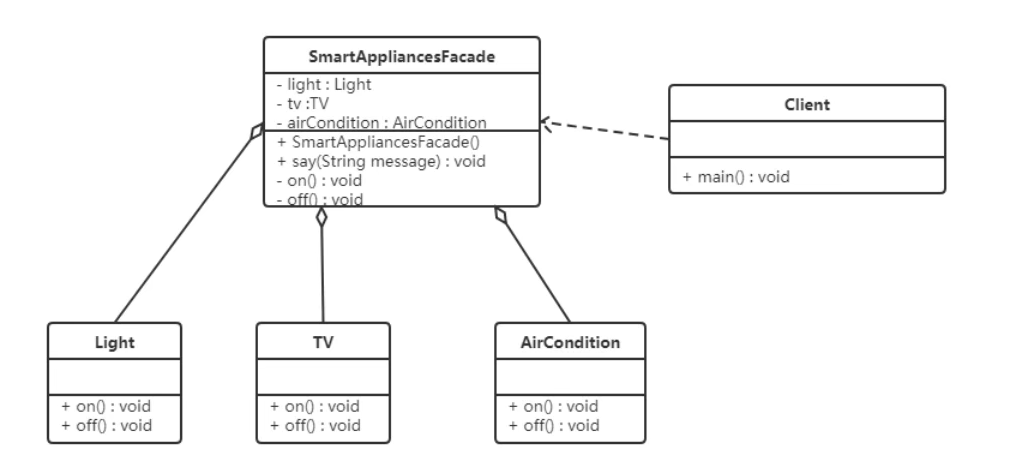 SmartAppliancesFacade
- light : Light
- tv :TV
- airCondition : AirCondition
+ SmartAppliancesFacade()
+ say(String message) : void
- on() : void
- off() : void
Client
+ main() : void
Light
+ on() : void
+ off() : void
TV
+ on() : void
+ off() : void
AirCondition
+ on() : void
+ off() : void